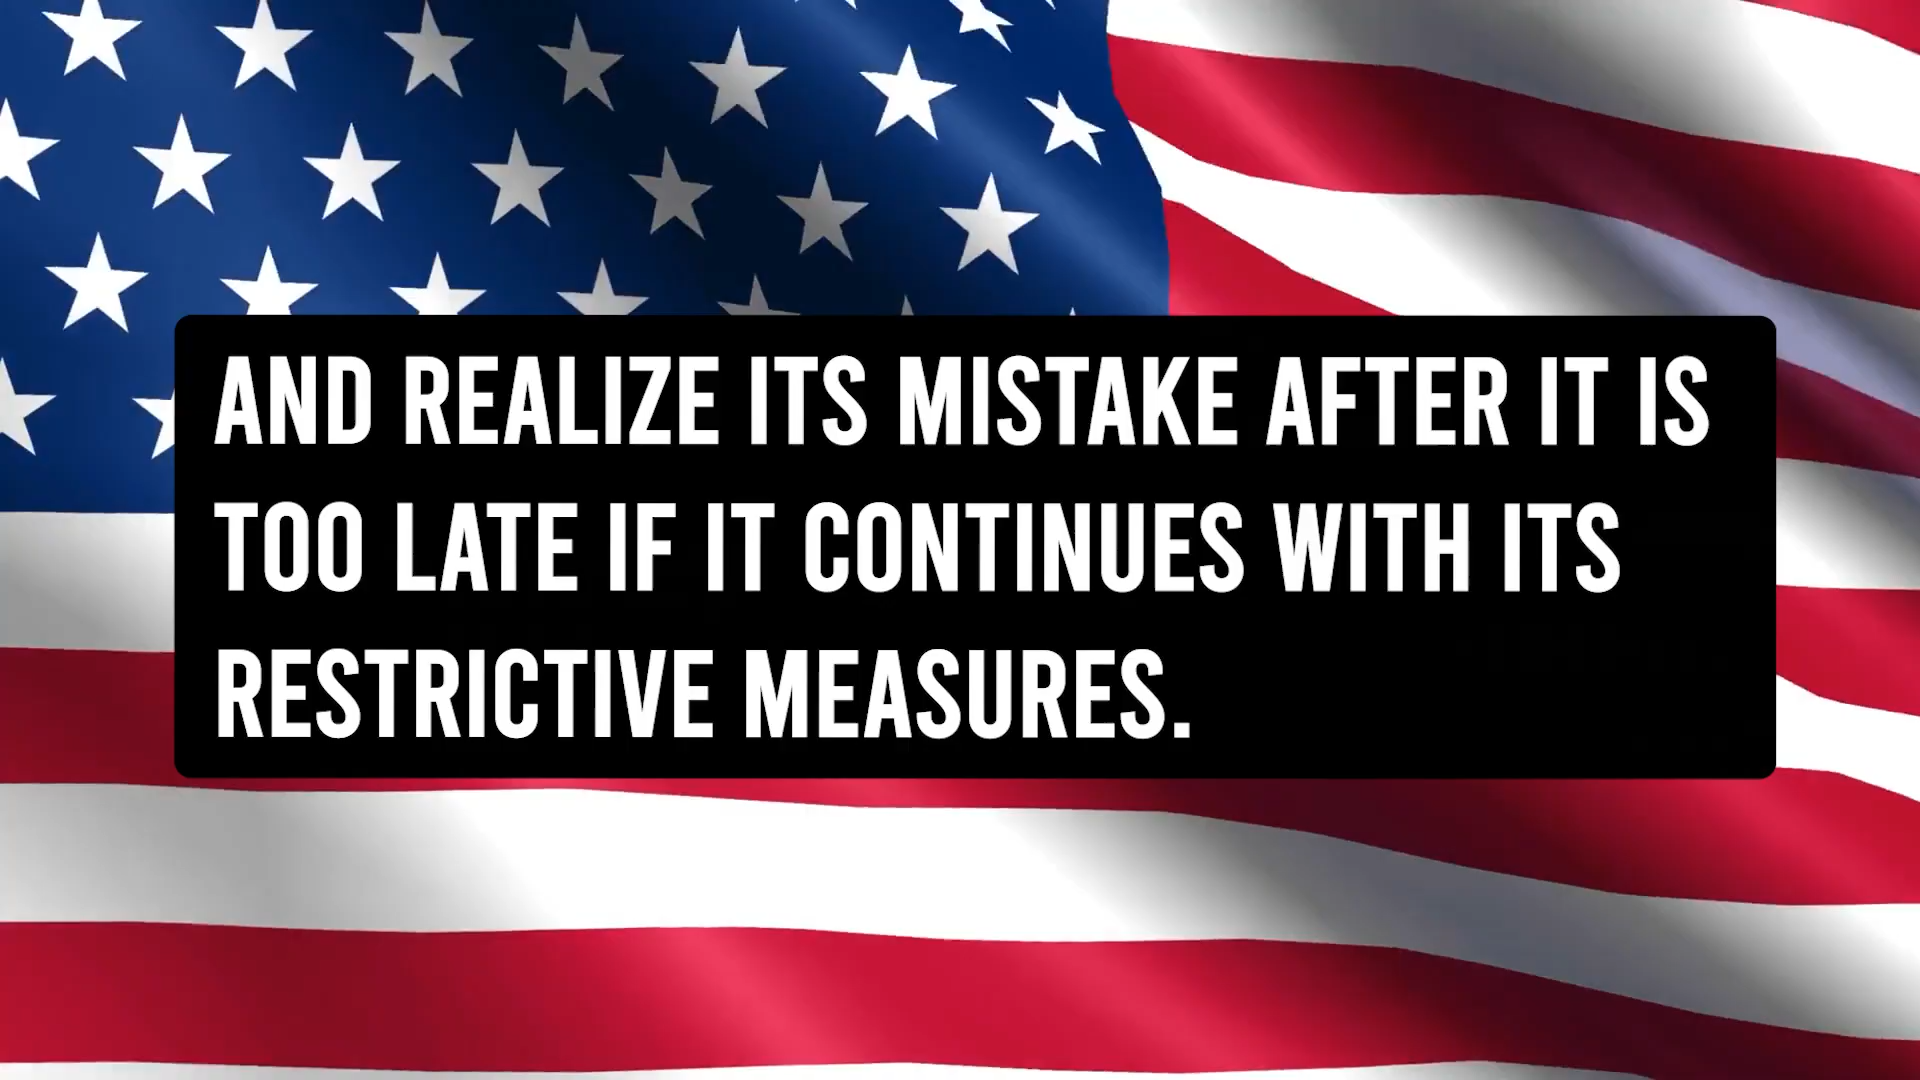 AND REALIZE ITS MISTAKE AFTER IT IS
TOO LATE IF IT CONTINUES WITH ITS
RESTRICTIVE MEASURES.